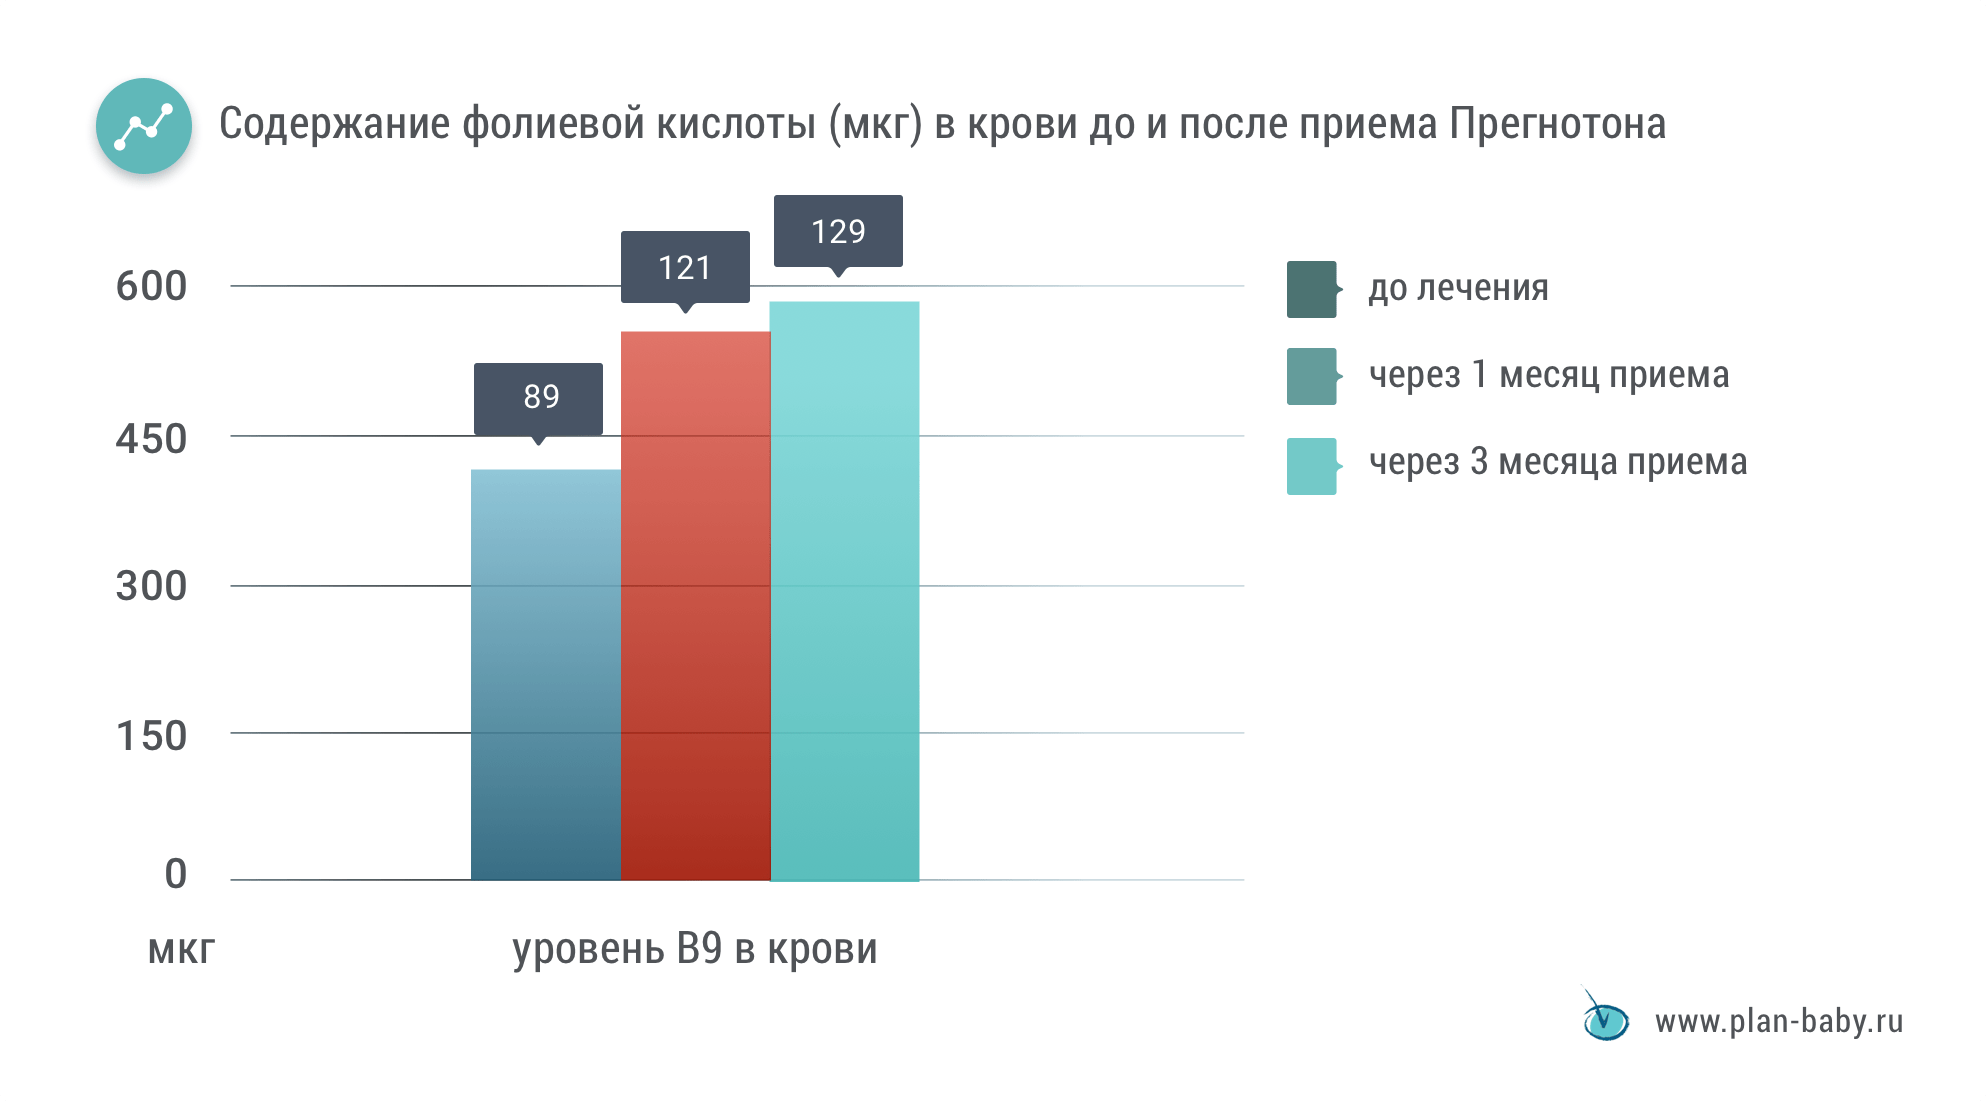 Содержание фолиевой кислоты (мкг) в крови до и после приема Прегнотона
129
121
89
600
450
300
150
0
до лечения
через 1 месяц приема
через 3 месяца приема
мкг
уровень В9 в крови
www.plan-baby.ru